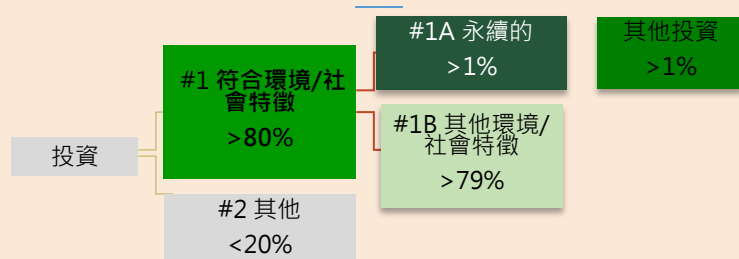 投資
#1 符合環境/社
會特徵
>80%
#2 其他
<20%
#1A 永續的
>1%
#1B 其他環境/
社會特徵
>79%
其他投資
>1%